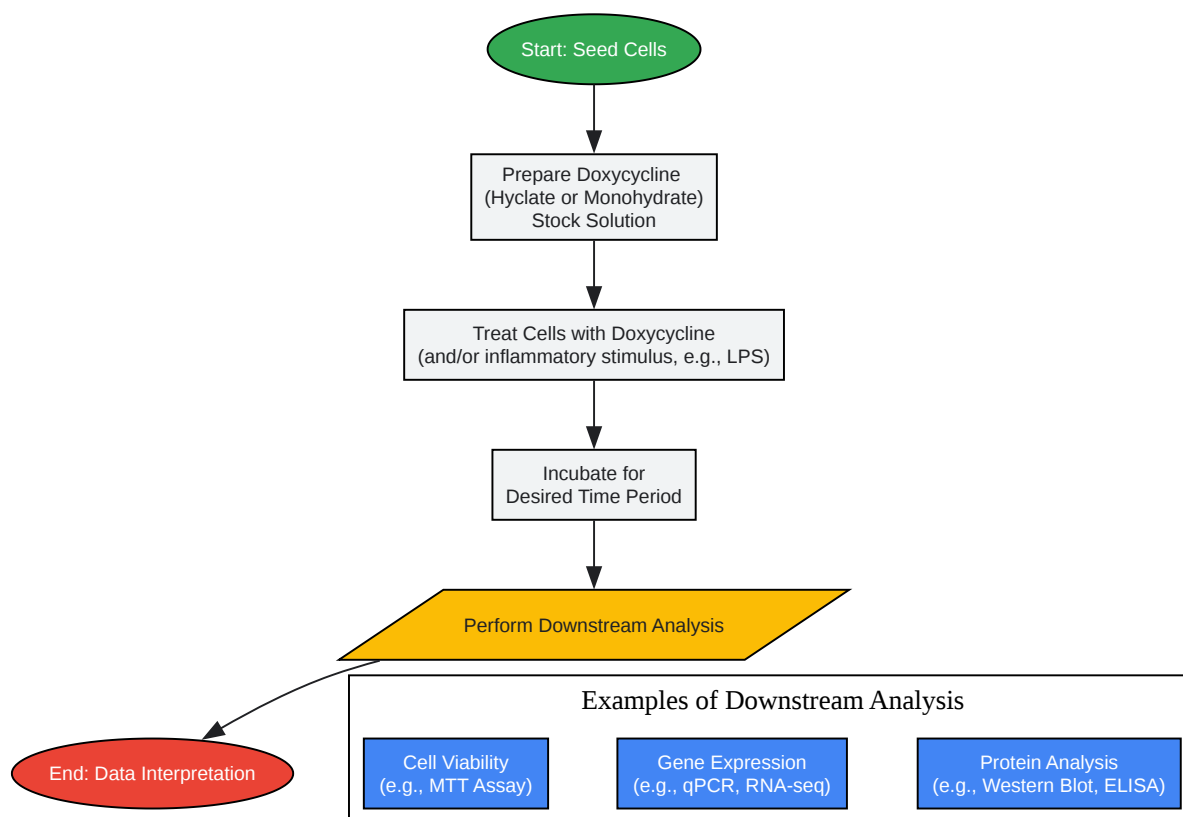 Start: Seed Cells
Prepare Doxycycline
(Hyclate or Monohydrate)
Stock Solution
Treat Cells with Doxycycline
(and/or inflammatory stimulus, e.g., LPS)
Incubate for
Desired Time Period
Perform Downstream Analysis
Examples of Downstream Analysis
End: Data Interpretation
Cell Viability
(e.g., MTT Assay)
Gene Expression
(e.g., qPCR, RNA-seq)
Protein Analysis
(e.g., Western Blot, ELISA)